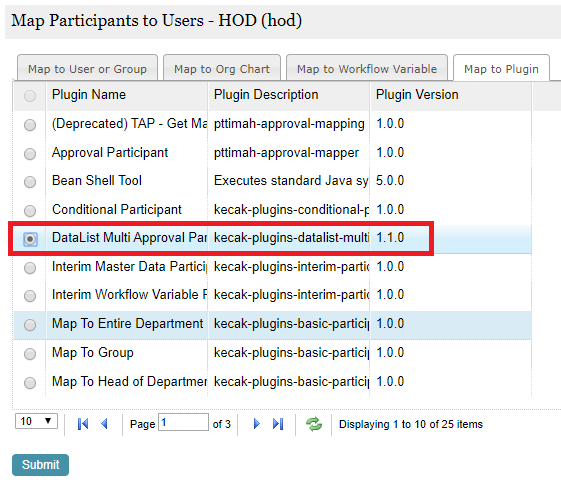 Map Participants to Users - HOD (hod)
Map to User or Group Map to Org Chart Map to Workflow Variable Map to Plugin
Plugin Name Plugin Description Plugin Version
(Deprecated) TAP - Get Ma pttimah-approval-mapping 1.0.0
Approval Participant pttimah-approval-mapper 1.0.0
Bean Shell Tool Executes standard Java sy 5.0.0
Conditional Participant kecak-plugins-conditional-p 1.0.0
DataList Multi Approval Par kecak-plugins-datalist-multi 1.1.0
Interim Master Data Particip kecak-plugins-interim-partic 1.0.0
Interim Workflow Variable P kecak-plugins-interim-partic 1.0.0
Map To Entire Department kecak-plugins-basic-particip 1.0.0
Map To Group kecak-plugins-basic-particip 1.0.0
Map To Head of Departmen kecak-plugins-basic-particip 1.0.0
10 Page 1 of 3 Displaying 1 to 10 of 25 items
Submit